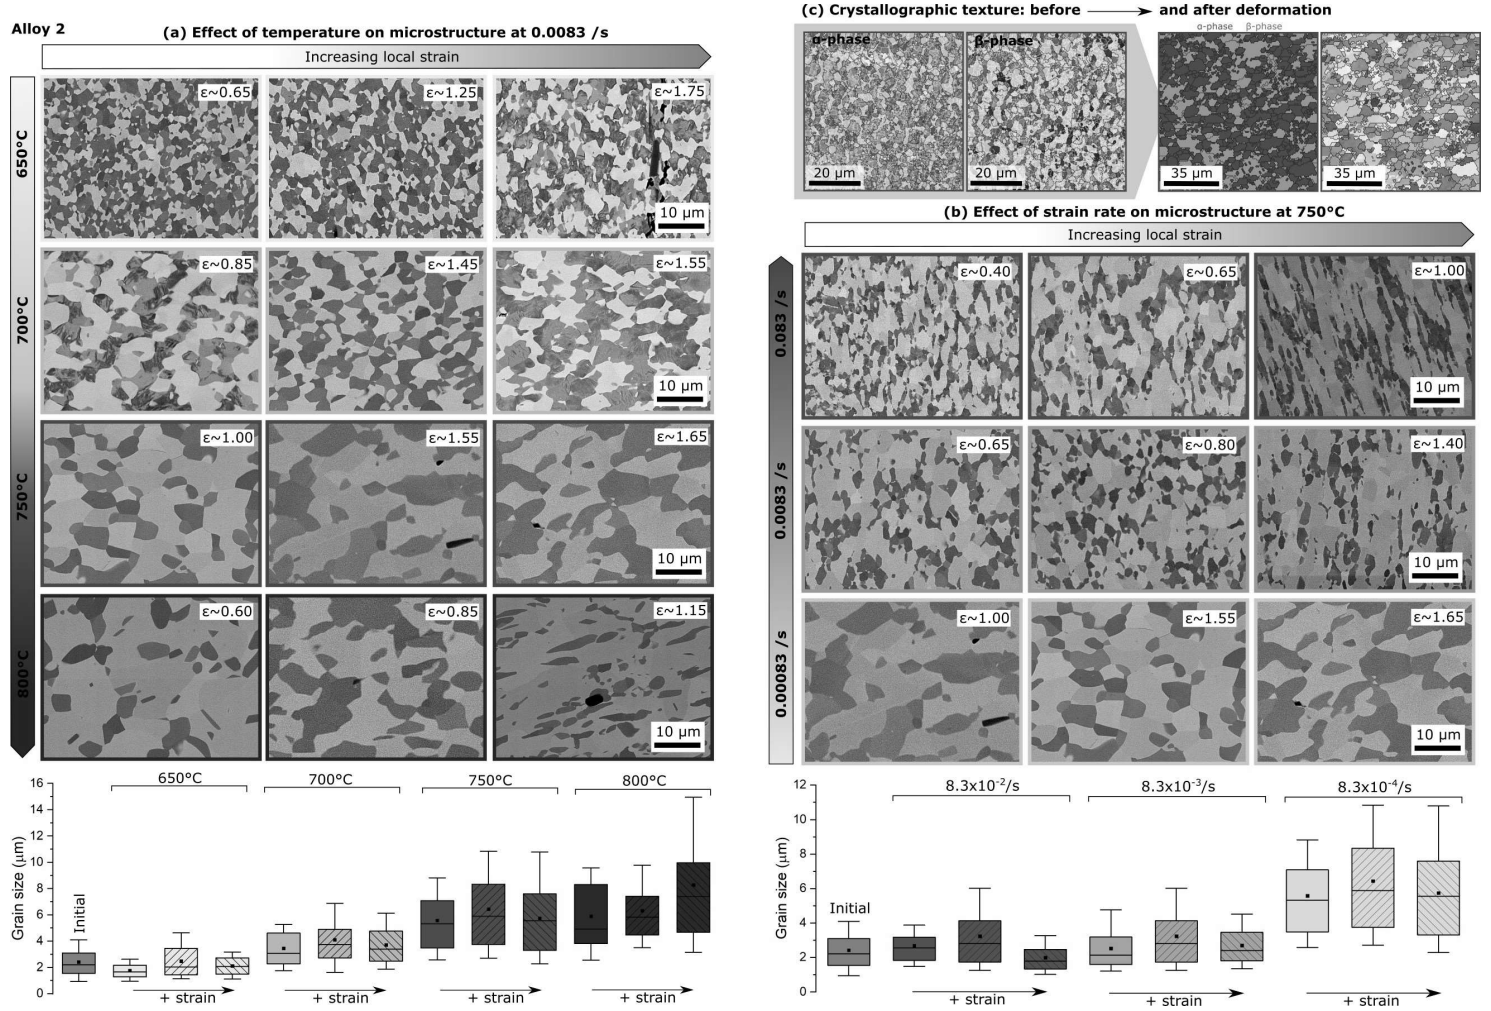 Alloy 2
(a) Effect of temperature on microstructure at 0.0083 /s
Increasing local strain
650°C
ε~0.65
ε~1.25
ε~1.75
10 µm
700°C
ε~0.85
ε~1.45
ε~1.55
10 µm
750°C
ε~1.00
ε~1.55
ε~1.65
10 µm
800°C
ε~0.60
ε~0.85
ε~1.15
10 µm
650°C
700°C
750°C
800°C
Grain size (µm)
16
14
12
10
8
6
4
2
0
Initial
+ strain
+ strain
+ strain
+ strain
(c) Crystallographic texture: before and after deformation
α-phase β-phase
α-phase
β-phase
20 µm
20 µm
35 µm
35 µm
(b) Effect of strain rate on microstructure at 750°C
Increasing local strain
0.083 /s
ε~0.40
ε~0.65
ε~1.00
10 µm
0.0083 /s
ε~0.65
ε~0.80
ε~1.40
10 µm
0.00083 /s
ε~1.00
ε~1.55
ε~1.65
10 µm
8.3x10⁻²/s
8.3x10⁻³/s
8.3x10⁻⁴/s
Grain size (µm)
12
10
8
6
4
2
0
Initial
+ strain
+ strain
+ strain